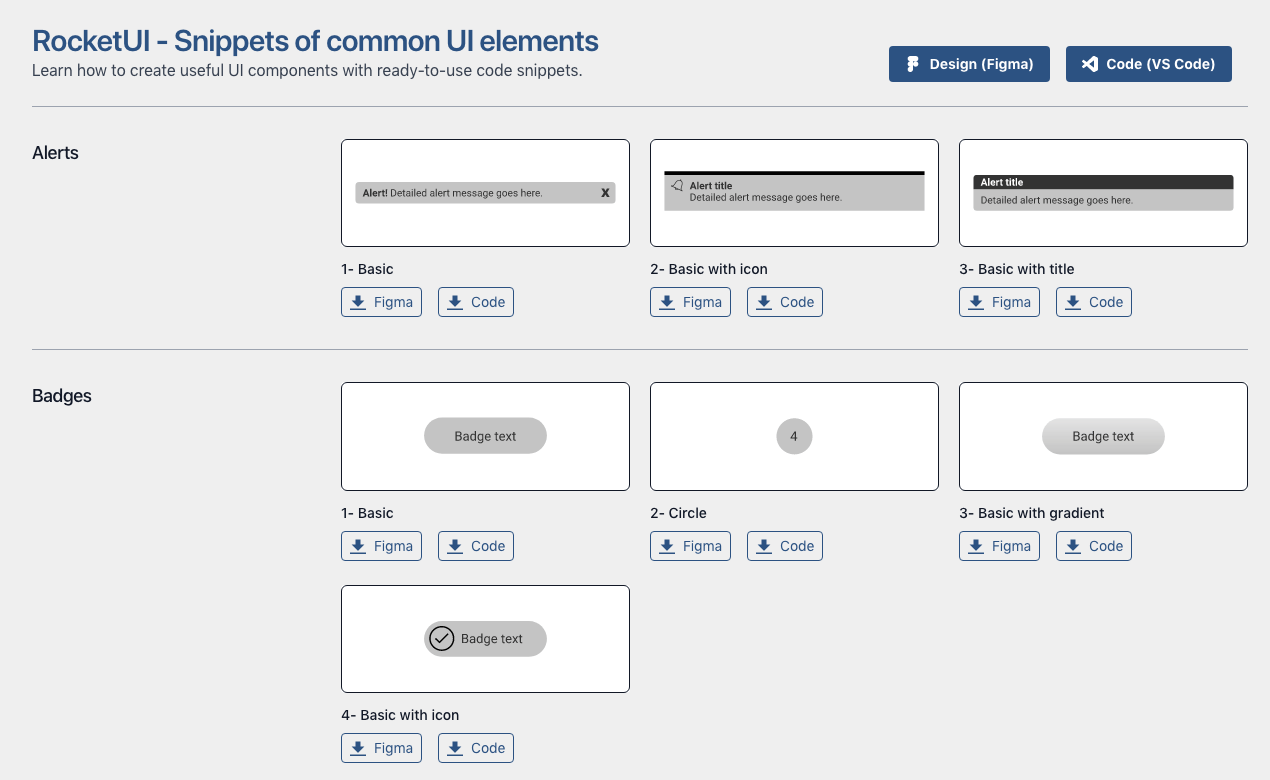 RocketUI - Snippets of common UI elements
Learn how to create useful UI components with ready-to-use code snippets.
Design (Figma)
Code (VS Code)
Alerts
Alert! Detailed alert message goes here.
X
Alert title
Detailed alert message goes here.
Alert title
Detailed alert message goes here.
1- Basic
2- Basic with icon
3- Basic with title
Figma
Code
Figma
Code
Figma
Code
Badges
Badge text
4
Badge text
1- Basic
2- Circle
3- Basic with gradient
Figma
Code
Figma
Code
Figma
Code
Badge text
4- Basic with icon
Figma
Code